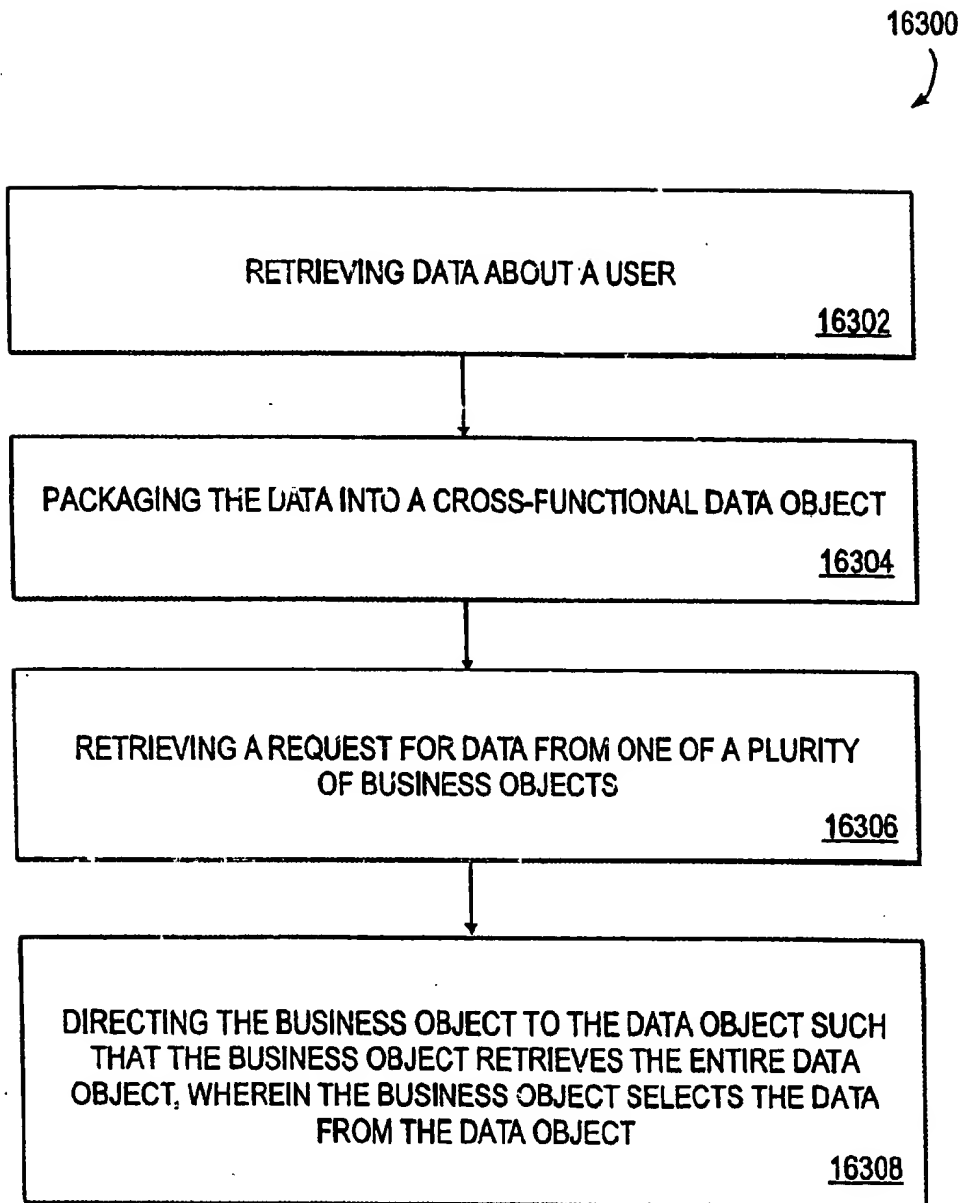 16300
RETRIEVING DATA ABOUT A USER
16302
PACKAGING THE DATA INTO A CROSS-FUNCTIONAL DATA OBJECT
16304
RETRIEVING A REQUEST FOR DATA FROM ONE OF A PLURITY
OF BUSINESS OBJECTS
16306
DIRECTING THE BUSINESS OBJECT TO THE DATA OBJECT SUCH
THAT THE BUSINESS OBJECT RETRIEVES THE ENTIRE DATA
OBJECT, WHEREIN THE BUSINESS OBJECT SELECTS THE DATA
FROM THE DATA OBJECT
16308